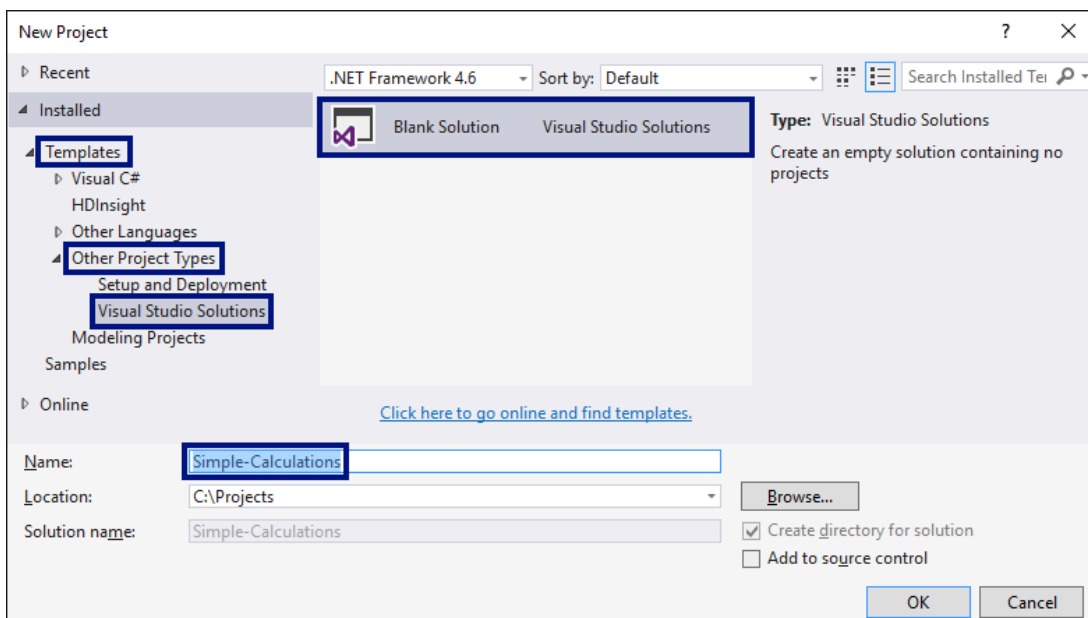 New Project
?
Recent
Installed
Templates
Visual C#
HDInsight
Other Languages
Other Project Types
Setup and Deployment
Visual Studio Solutions
Modeling Projects
Samples
Online
.NET Framework 4.6
Sort by: Default
Search Installed Te
Blank Solution Visual Studio Solutions
Type: Visual Studio Solutions
Create an empty solution containing no
projects
Click here to go online and find templates.
Name: Simple-Calculations
Location: C:\Projects
Browse...
Solution name: Simple-Calculations
Create directory for solution
Add to source control
OK
Cancel